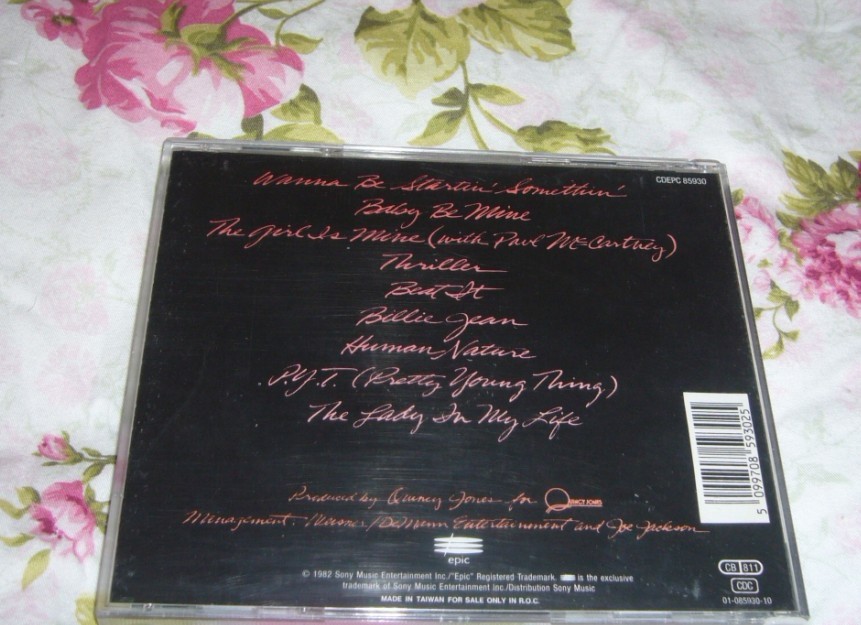 CDEPC 85930
Wanna Be Startin' Somethin'
Baby Be Mine
The Girl Is Mine (with Paul McCartney)
Thriller
Beat It
Billie Jean
Human Nature
P.Y.T. (Pretty Young Thing)
The Lady In My Life
5 099708 593025
Produced by Quincy Jones for QUINCY JONES
Management: Weisner/DeMann Entertainment and Joe Jackson
epic
© 1982 Sony Music Entertainment Inc./"Epic" Registered Trademark. is the exclusive
trademark of Sony Music Entertainment Inc./Distribution Sony Music
MADE IN TAIWAN FOR SALE ONLY IN R.O.C.
CB 811
CDC
01-085930-10